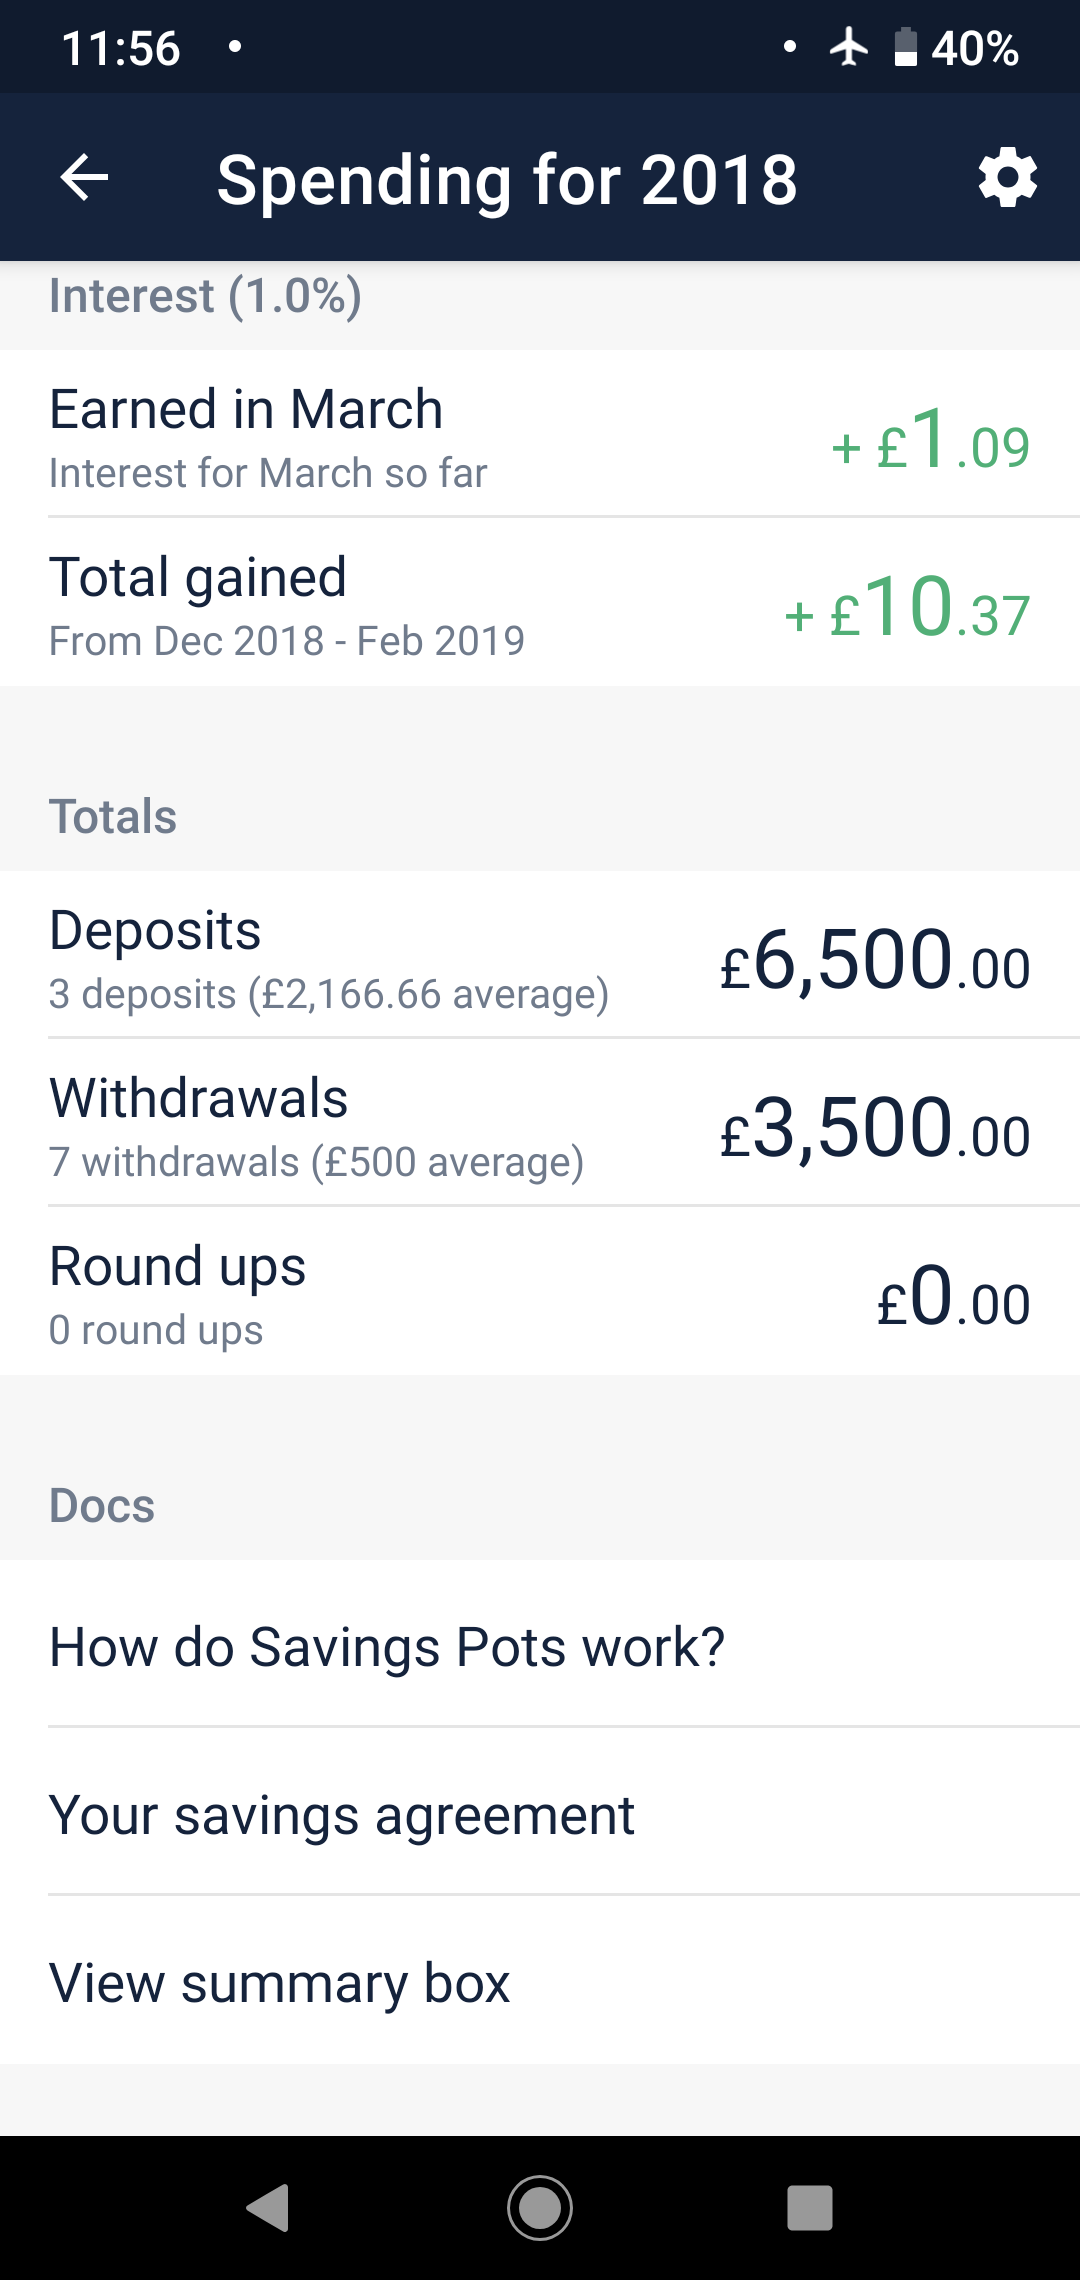 11:56
40%
Spending for 2018
Interest (1.0%)
Earned in March
+ £1.09
Interest for March so far
Total gained
+ £10.37
From Dec 2018 - Feb 2019
Totals
Deposits
£6,500.00
3 deposits (£2,166.66 average)
Withdrawals
£3,500.00
7 withdrawals (£500 average)
Round ups
£0.00
0 round ups
Docs
How do Savings Pots work?
Your savings agreement
View summary box